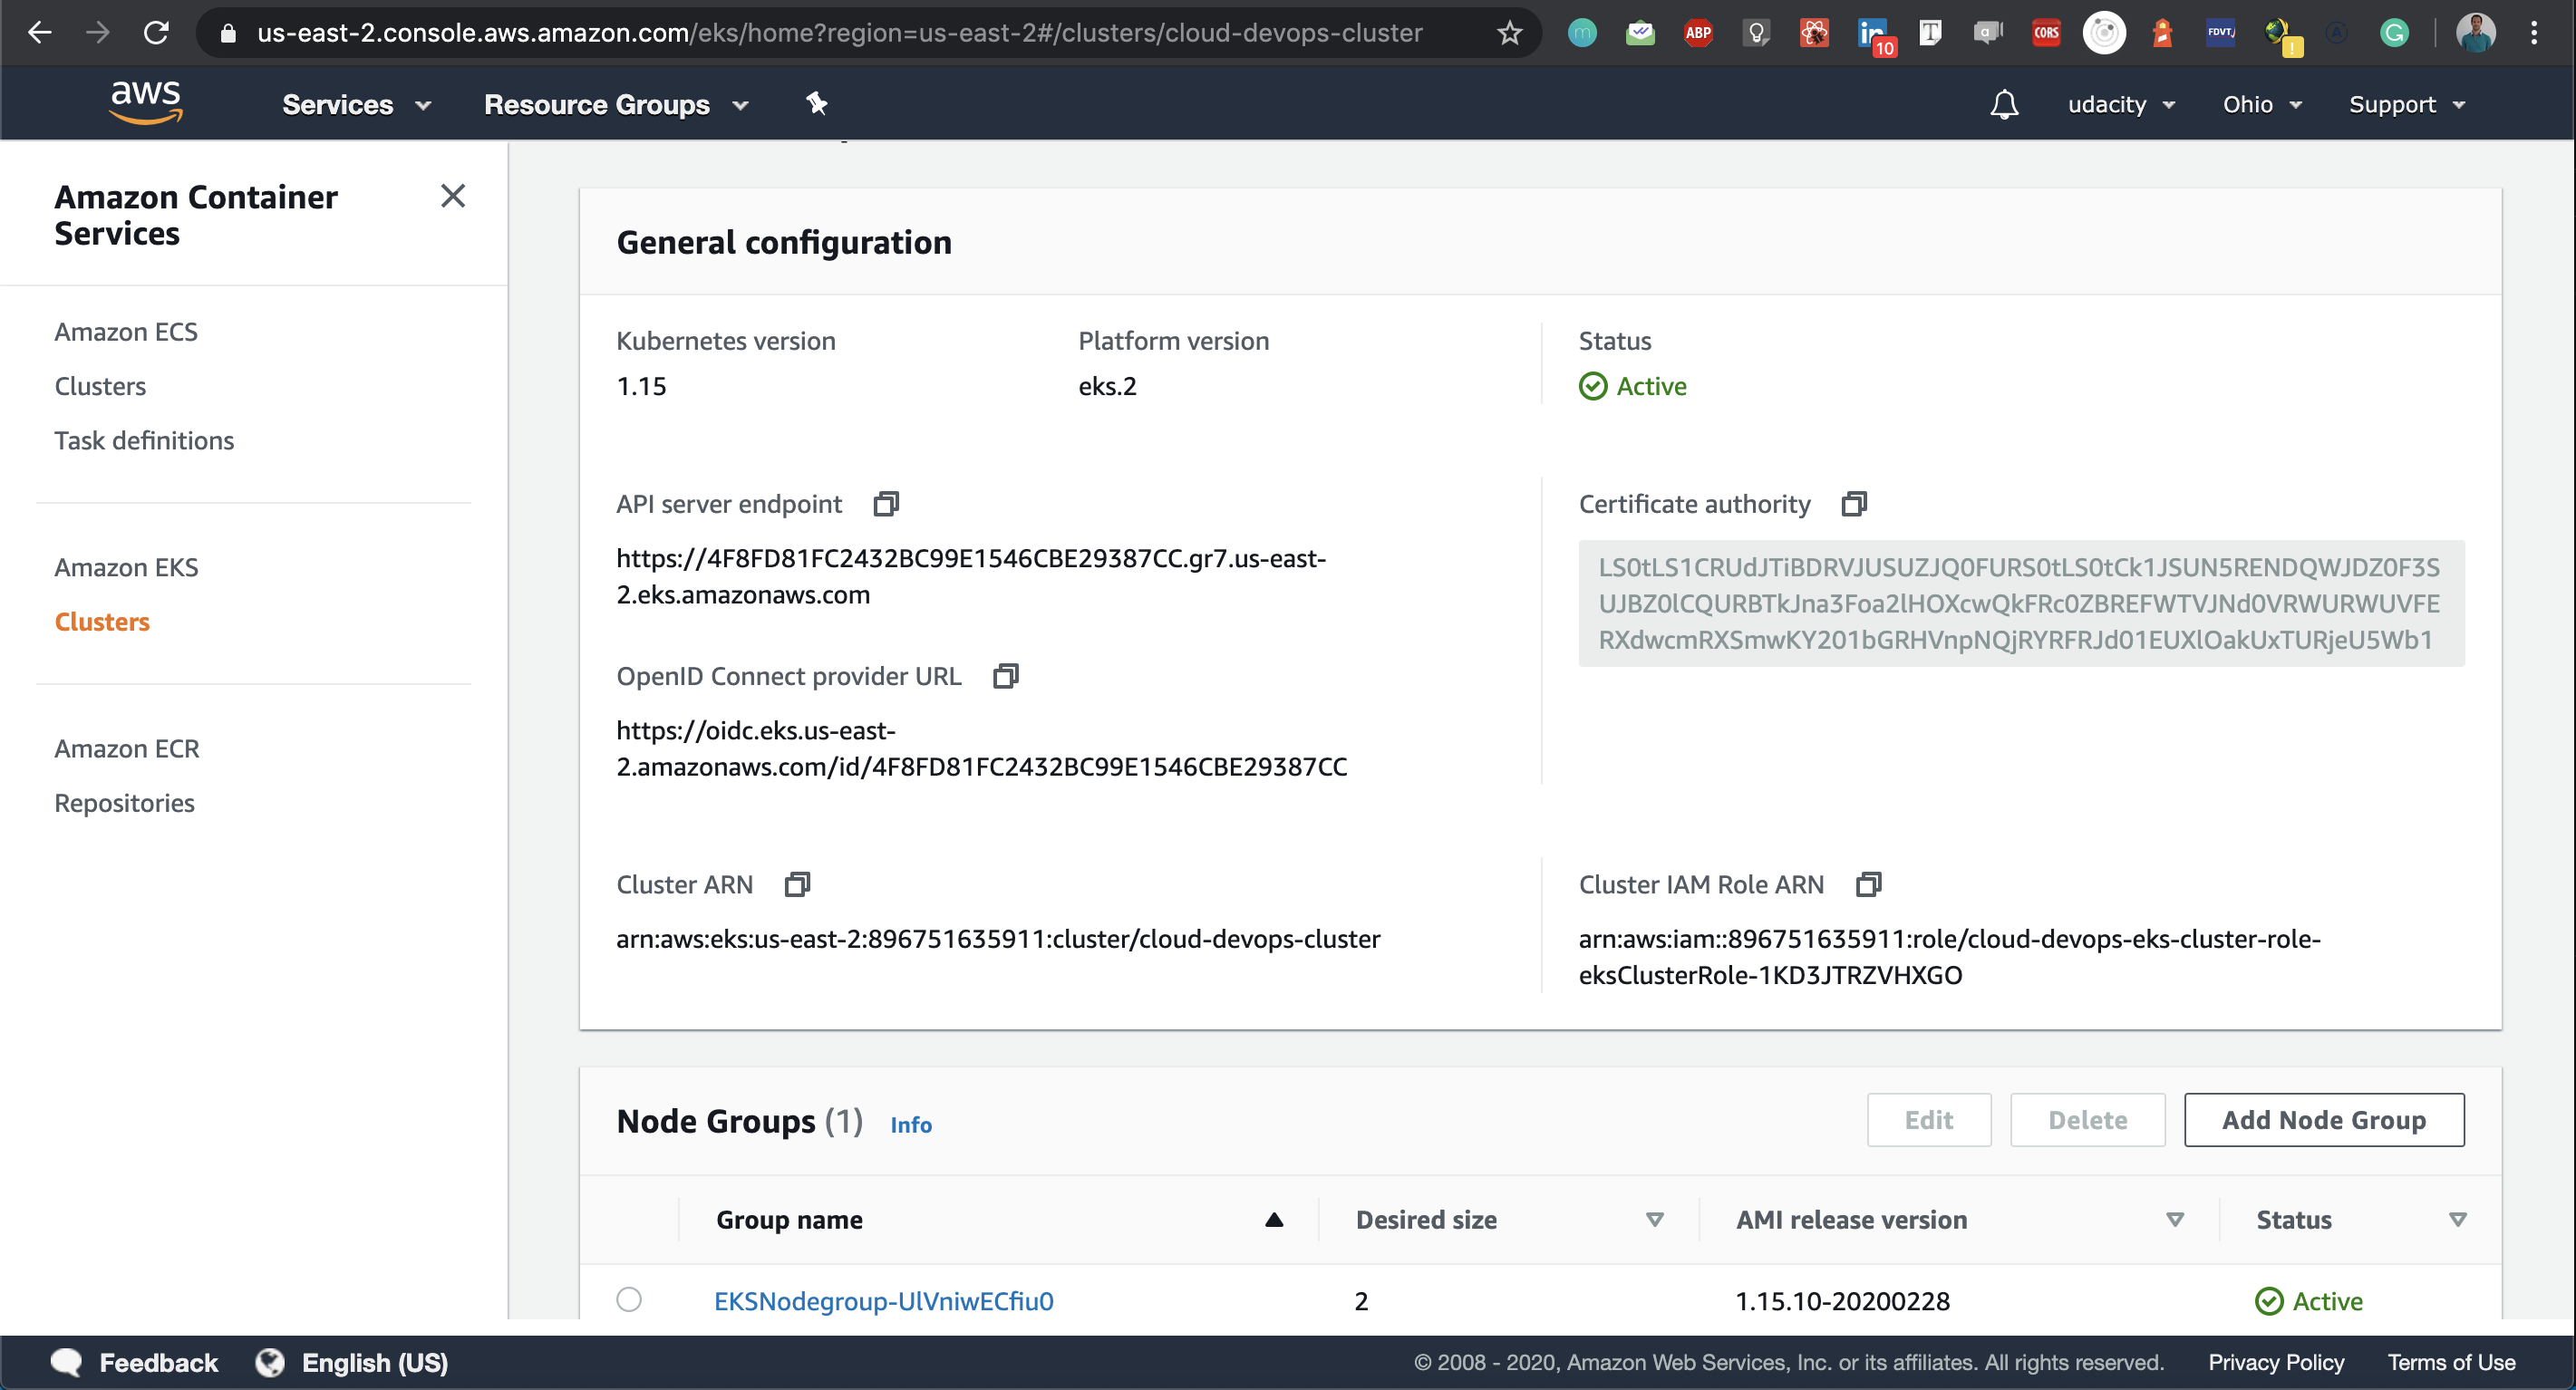 us-east-2.console.aws.amazon.com/eks/home?region=us-east-2#/clusters/cloud-devops-cluster
m
ABP
in
10
T
a
CORS
FDVT
!
A
G
aws
Services
Resource Groups
udacity
Ohio
Support
Amazon Container
Services
Amazon ECS
Clusters
Task definitions
Amazon EKS
Clusters
Amazon ECR
Repositories
General configuration
Kubernetes version
1.15
Platform version
eks.2
Status
Active
API server endpoint
https://4F8FD81FC2432BC99E1546CBE29387CC.gr7.us-east-
2.eks.amazonaws.com
OpenID Connect provider URL
https://oidc.eks.us-east-
2.amazonaws.com/id/4F8FD81FC2432BC99E1546CBE29387CC
Certificate authority
LS0tLS1CRUdJTiBDRVJUSUZJQ0FURS0tLS0tCk1JSUN5RENDQWJDZ0F3S
UJBZ0lCQURBTkJna3Foa2lHOXcwQkFRc0ZBREFWTVJNd0VRWURWUVFE
RXdwcmRXSmwKY201bGRHVnpNQjRYRFRJd01EUXlOakUxTURjeU5Wb1
Cluster ARN
arn:aws:eks:us-east-2:896751635911:cluster/cloud-devops-cluster
Cluster IAM Role ARN
arn:aws:iam::896751635911:role/cloud-devops-eks-cluster-role-
eksClusterRole-1KD3JTRZVHXGO
Node Groups (1)
Info
Edit
Delete
Add Node Group
Group name
Desired size
AMI release version
Status
EKSNodegroup-UlVniwECfiu0
2
1.15.10-20200228
Active
Feedback
English (US)
© 2008 - 2020, Amazon Web Services, Inc. or its affiliates. All rights reserved.
Privacy Policy
Terms of Use